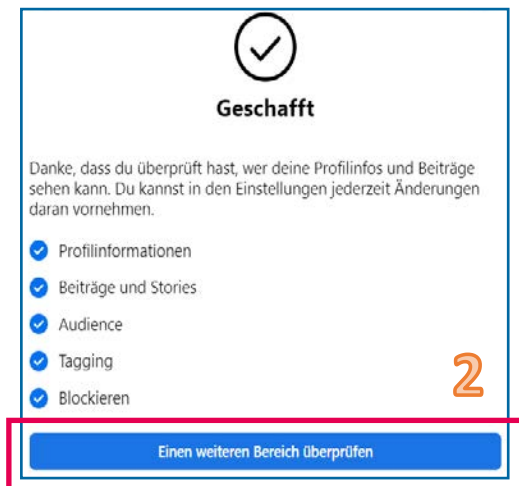 Geschafft
Danke, dass du überprüft hast, wer deine Profilinfos und Beiträge
sehen kann. Du kannst in den Einstellungen jederzeit Änderungen
daran vornehmen.
Profilinformationen
Beiträge und Stories
Audience
Tagging
Blockieren
2
Einen weiteren Bereich überprüfen